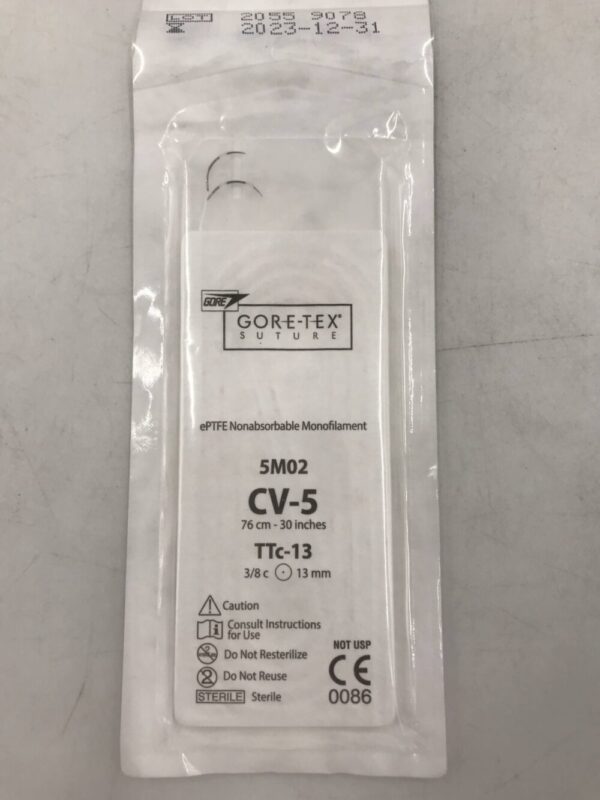 LOT 2055 9078
2023-12-31
GORE
GORE-TEX®
SUTURE
ePTFE Nonabsorbable Monofilament
5M02
CV-5
76 cm - 30 inches
TTc-13
3/8 c 13 mm
Caution
Consult Instructions
for Use
Do Not Resterilize
Do Not Reuse
STERILE Sterile
NOT USP
CE
0086